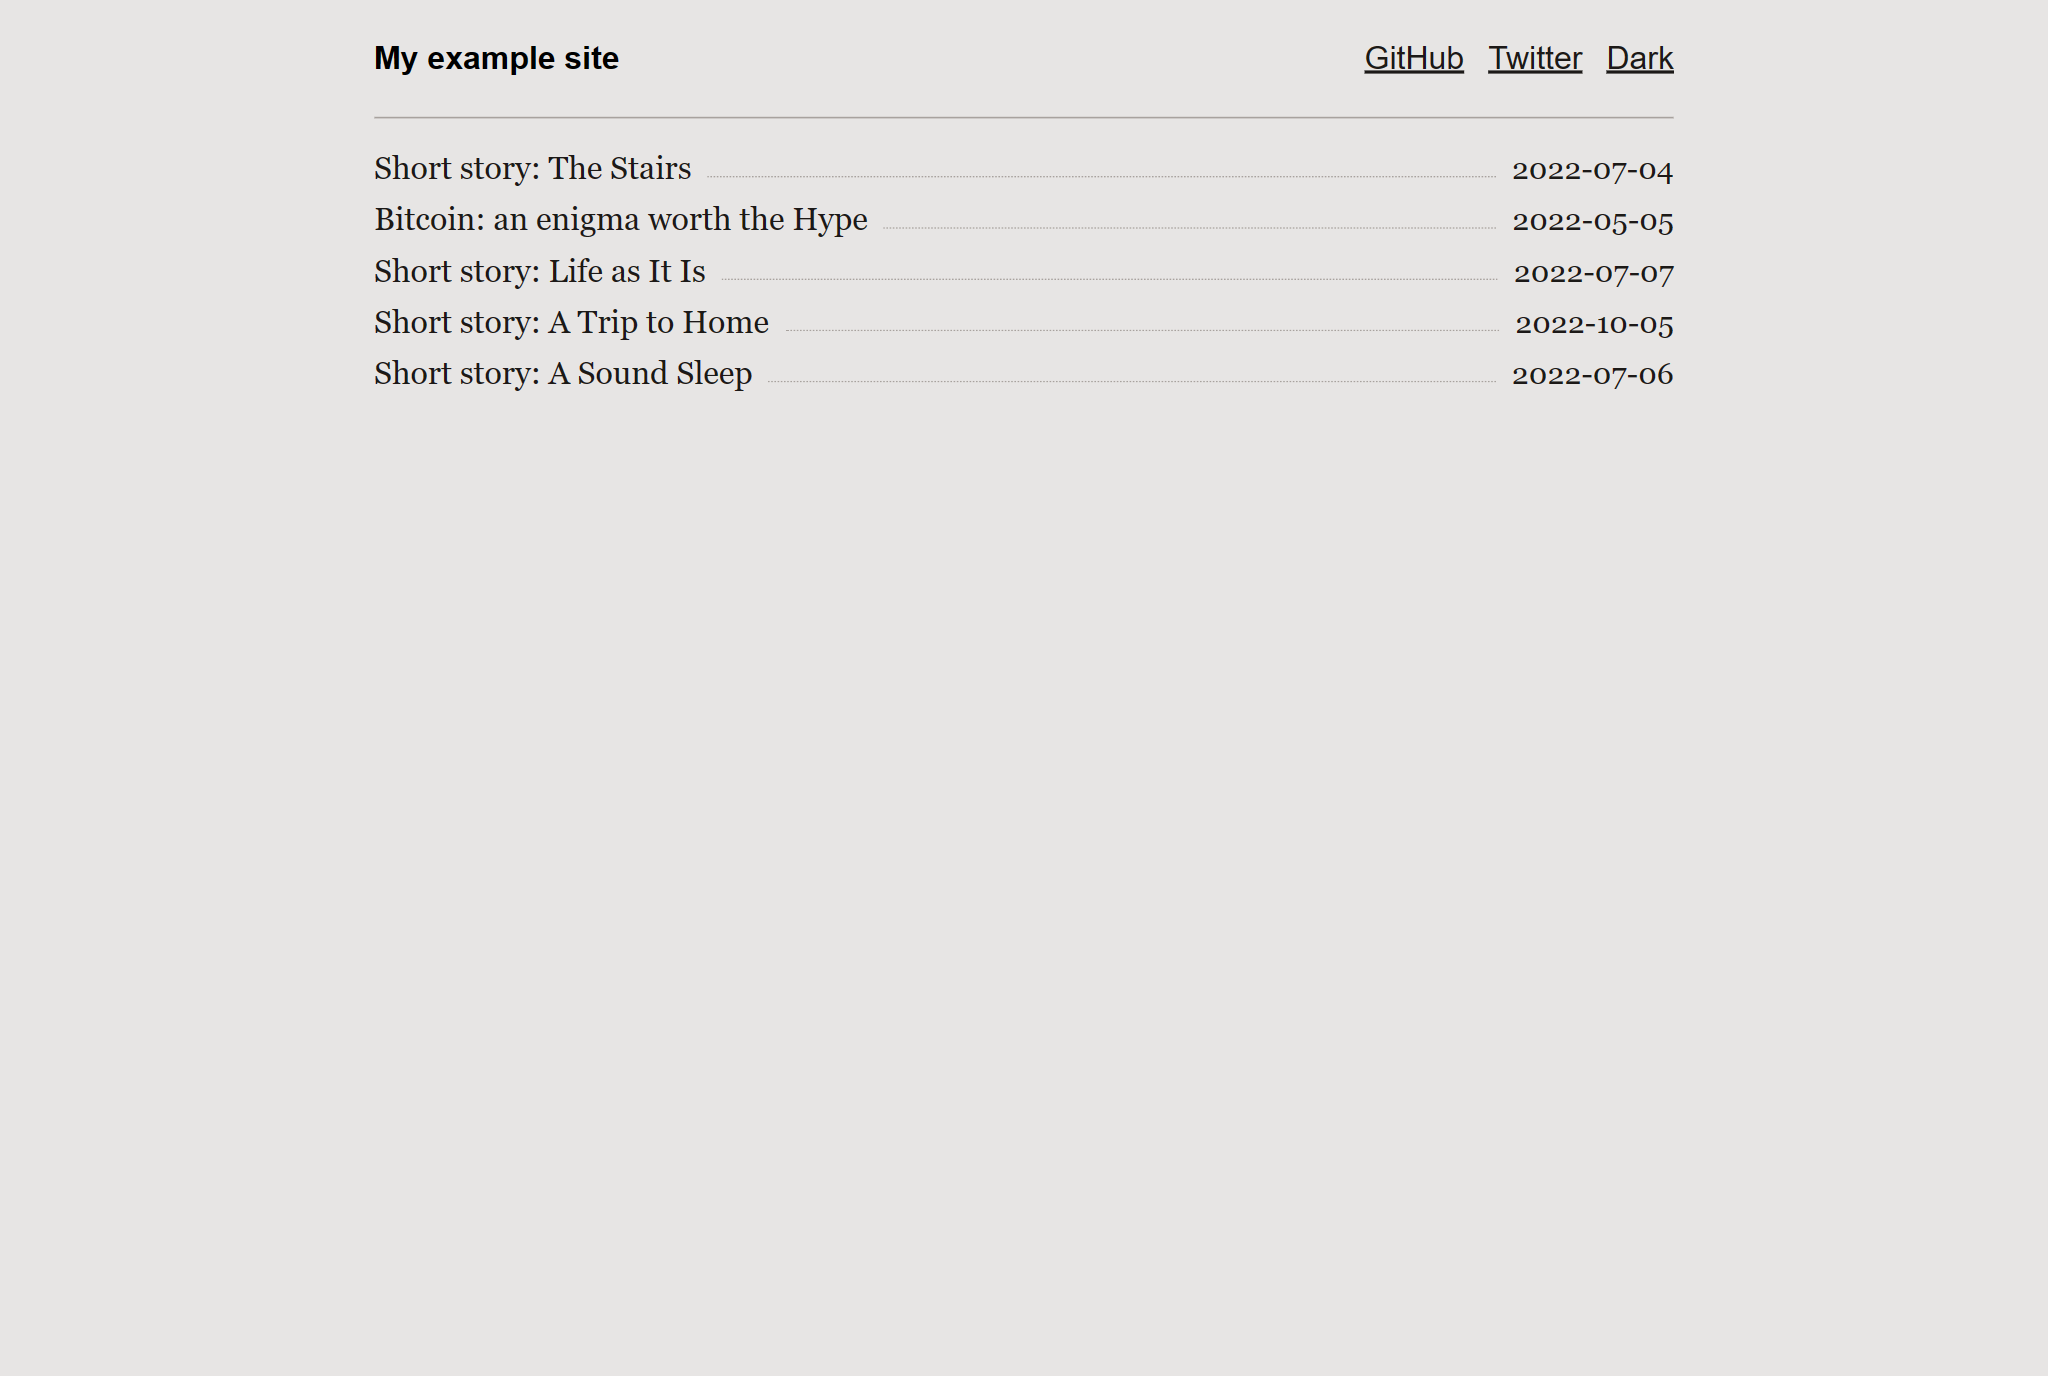 My example site GitHub Twitter Dark
Short story: The Stairs 2022-07-04
Bitcoin: an enigma worth the Hype 2022-05-05
Short story: Life as It Is 2022-07-07
Short story: A Trip to Home 2022-10-05
Short story: A Sound Sleep 2022-07-06